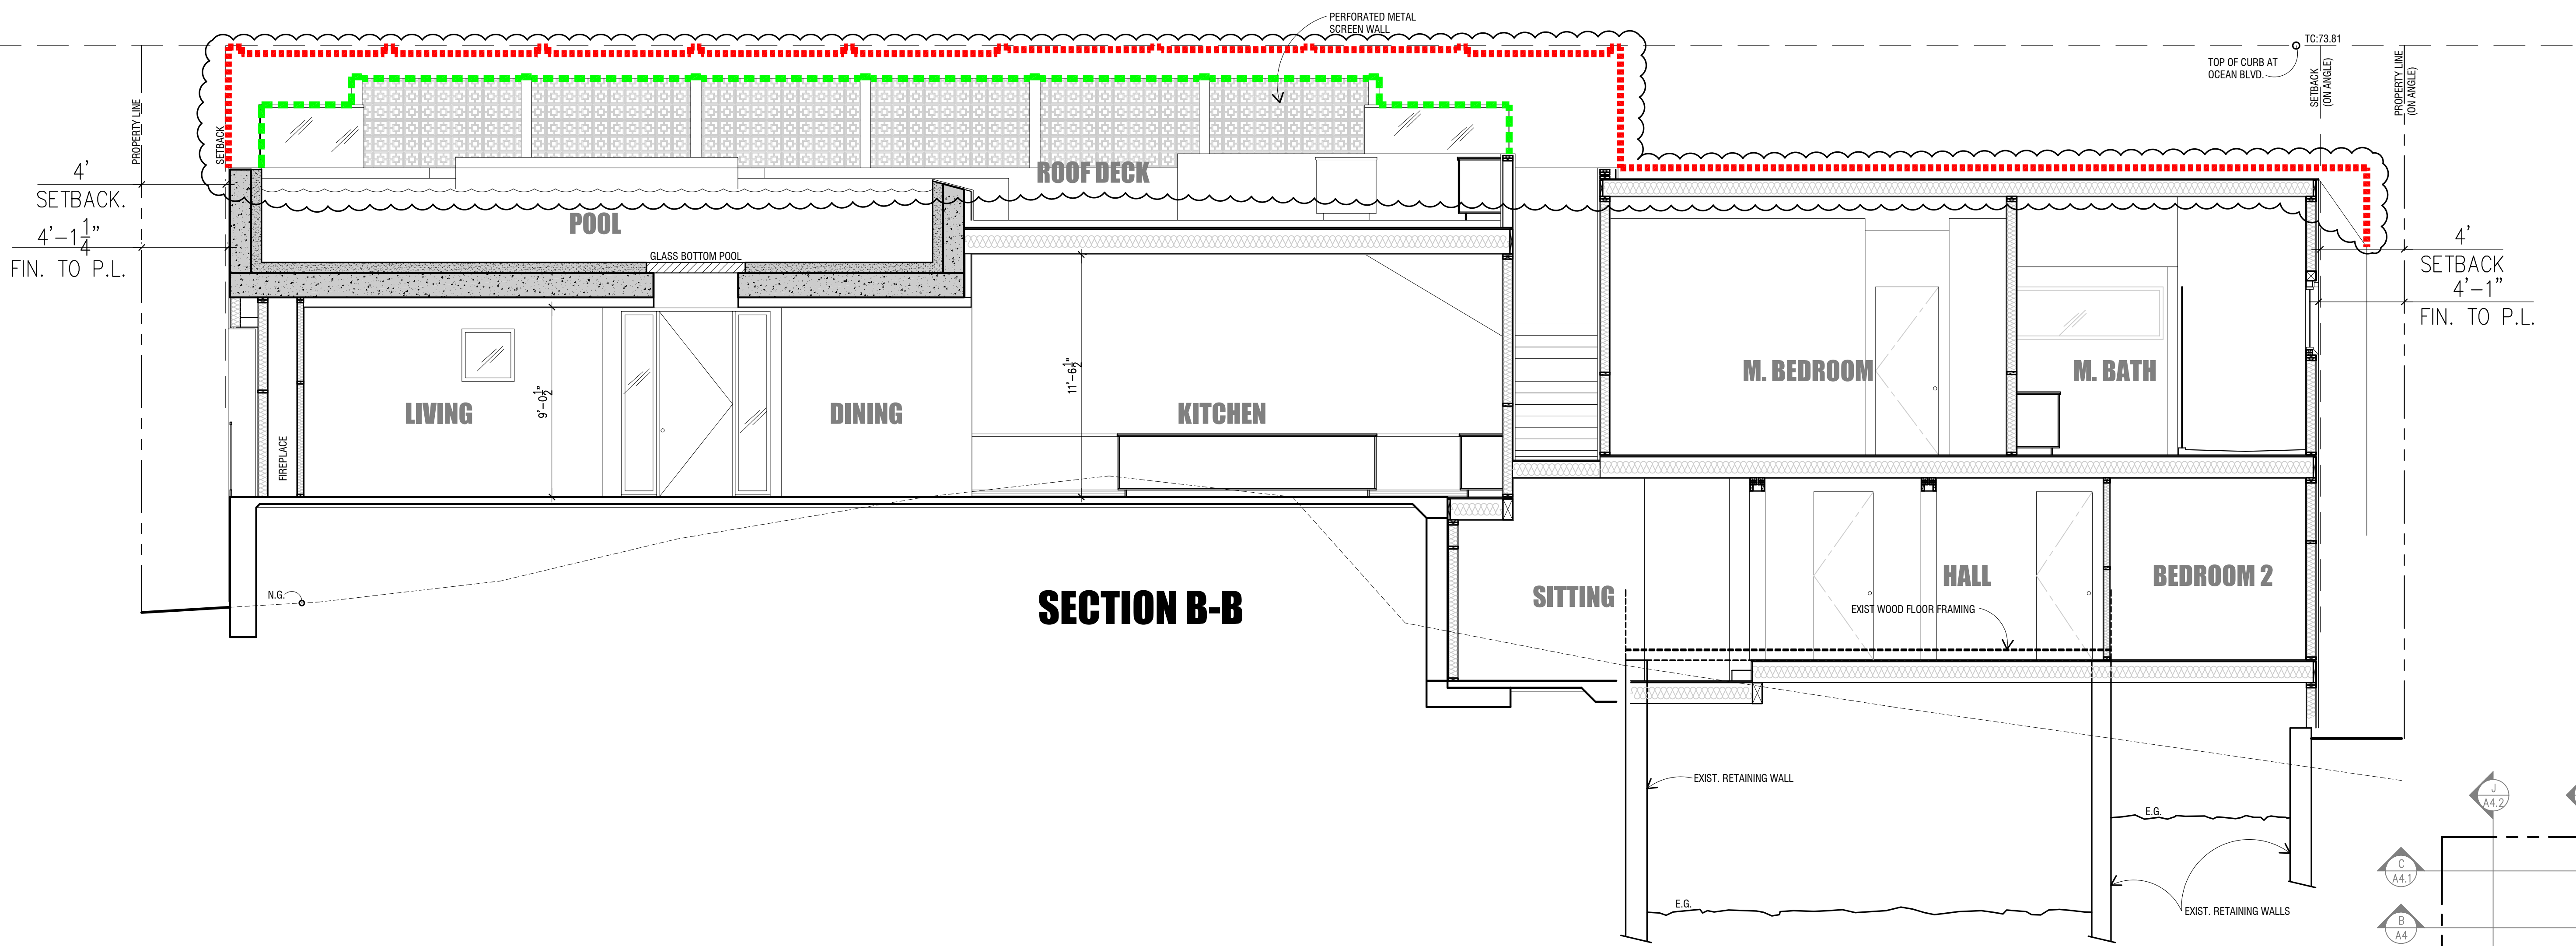 PERFORATED METAL
SCREEN WALL
TC:73.81
TOP OF CURB AT
OCEAN BLVD.
SETBACK
(ON ANGLE)
PROPERTY LINE
(ON ANGLE)
PROPERTY LINE
SETBACK
4'
SETBACK.
4'-1 1/4"
FIN. TO P.L.
ROOF DECK
POOL
GLASS BOTTOM POOL
4'
SETBACK
4'-1"
FIN. TO P.L.
LIVING
9'-0 1/2"
DINING
11'-6 1/2"
KITCHEN
M. BEDROOM
M. BATH
FIREPLACE
N.G.
SECTION B-B
SITTING
HALL
BEDROOM 2
EXIST WOOD FLOOR FRAMING
EXIST. RETAINING WALL
E.G.
E.G.
EXIST. RETAINING WALLS
J
A4.2
C
A4.1
B
A4